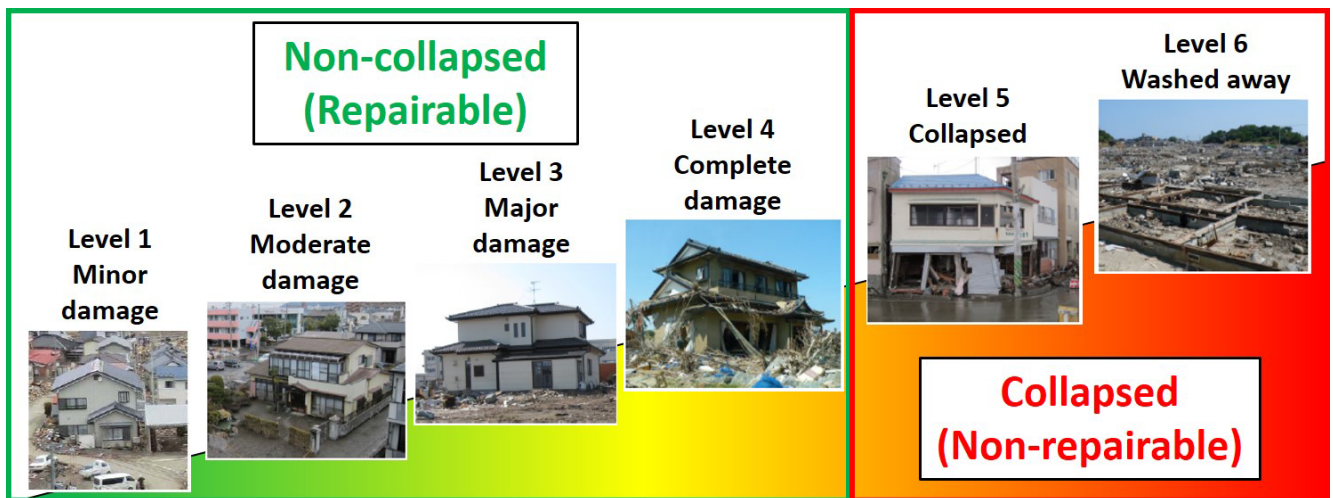 Non-collapsed
(Repairable)
Level 1
Minor
damage
Level 2
Moderate
damage
Level 3
Major
damage
Level 4
Complete
damage
Level 5
Collapsed
Level 6
Washed away
Collapsed
(Non-repairable)